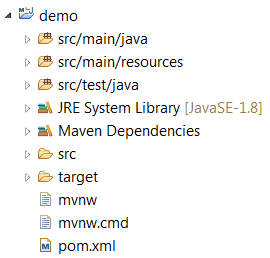 demo
src/main/java
src/main/resources
src/test/java
JRE System Library [JavaSE-1.8]
Maven Dependencies
src
target
mvnw
mvnw.cmd
pom.xml